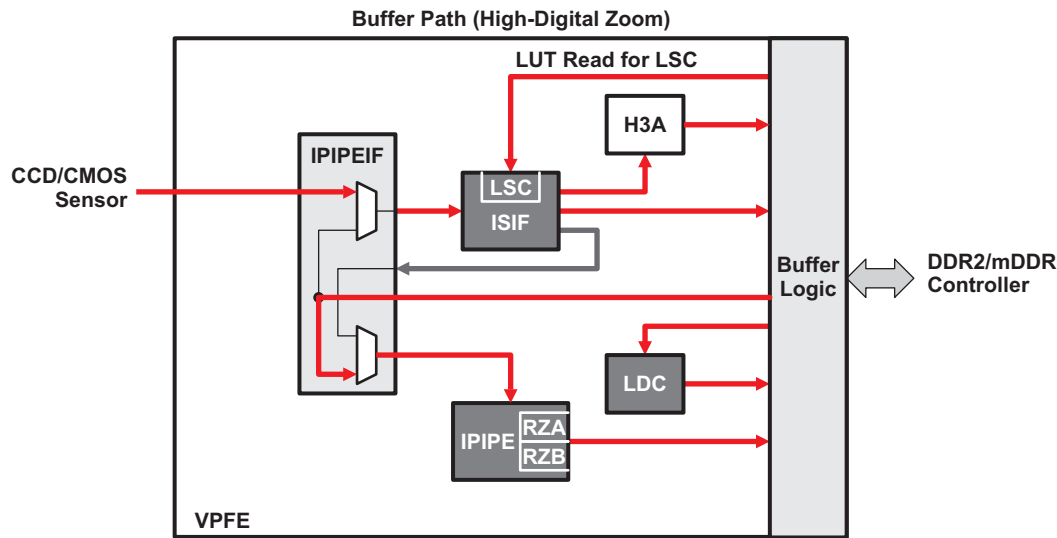 Buffer Path (High-Digital Zoom)
LUT Read for LSC
H3A
IPIPEIF
CCD/CMOS
Sensor
LSC
ISIF
Buffer
Logic
DDR2/mDDR
Controller
LDC
IPIPE
RZA
RZB
VPFE